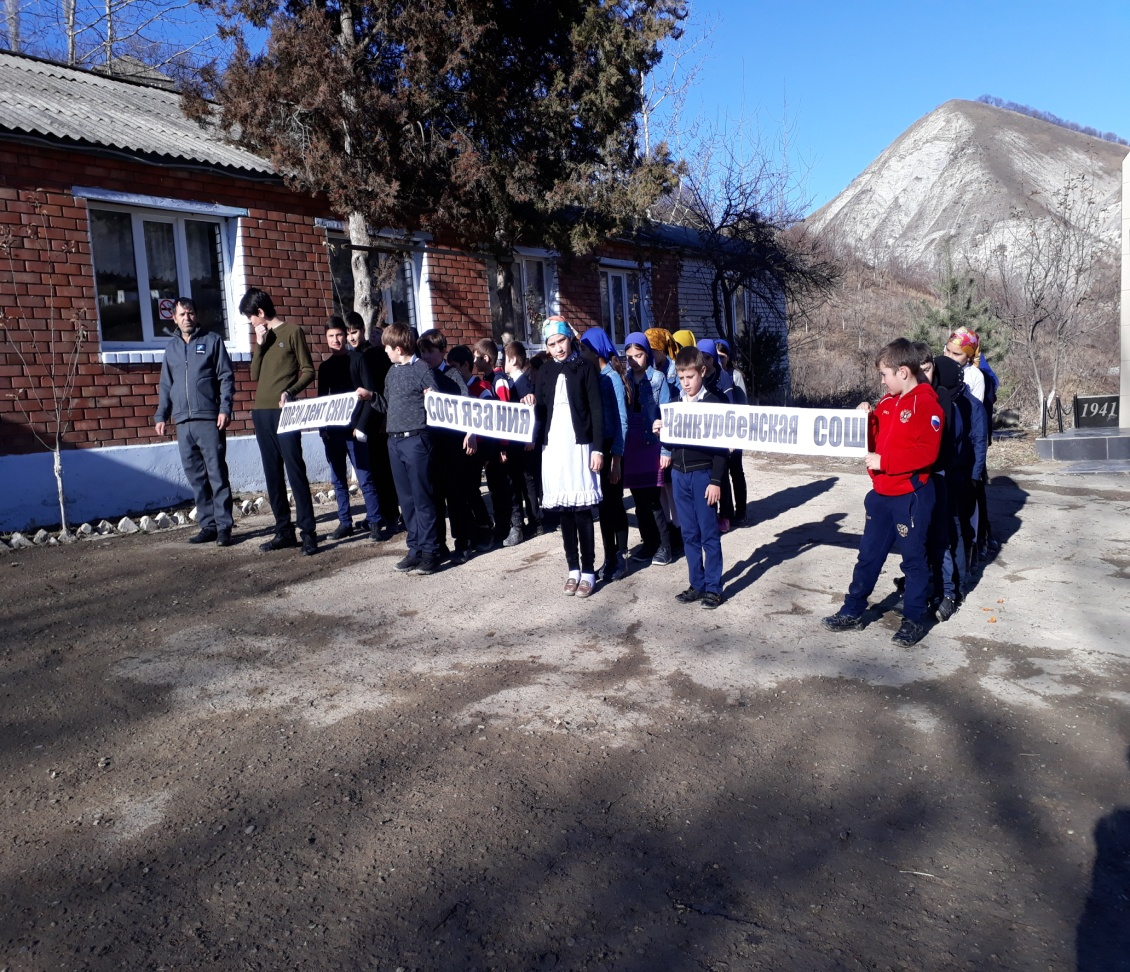 Президентские
состязания
Чанкурбенская СОШ
1941